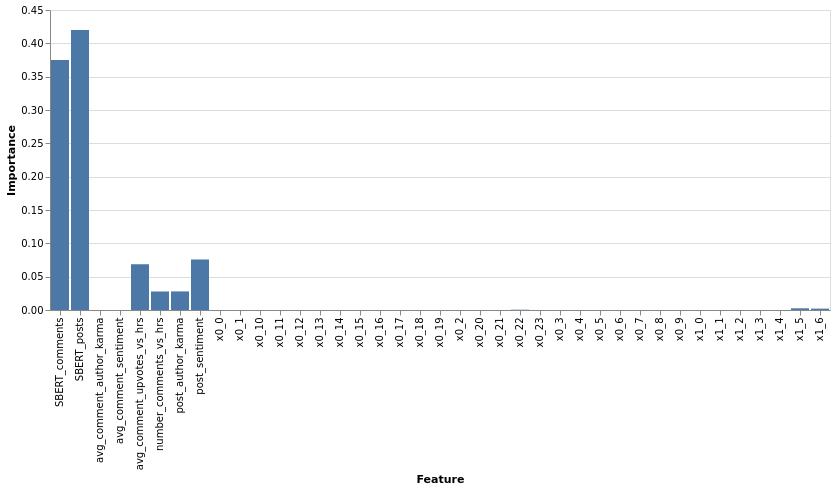 0.45
0.40
0.35
0.30
0.25
0.20
0.15
0.10
0.05
0.00
Importance
SBERT_comments
SBERT_posts
avg_comment_author_karma
avg_comment_sentiment
avg_comment_upvotes_vs_hrs
number_comments_vs_hrs
post_author_karma
post_sentiment
x0_0
x0_1
x0_10
x0_11
x0_12
x0_13
x0_14
x0_15
x0_16
x0_17
x0_18
x0_19
x0_2
x0_20
x0_21
x0_22
x0_23
x0_3
x0_4
x0_5
x0_6
x0_7
x0_8
x0_9
x1_0
x1_1
x1_2
x1_3
x1_4
x1_5
x1_6
Feature